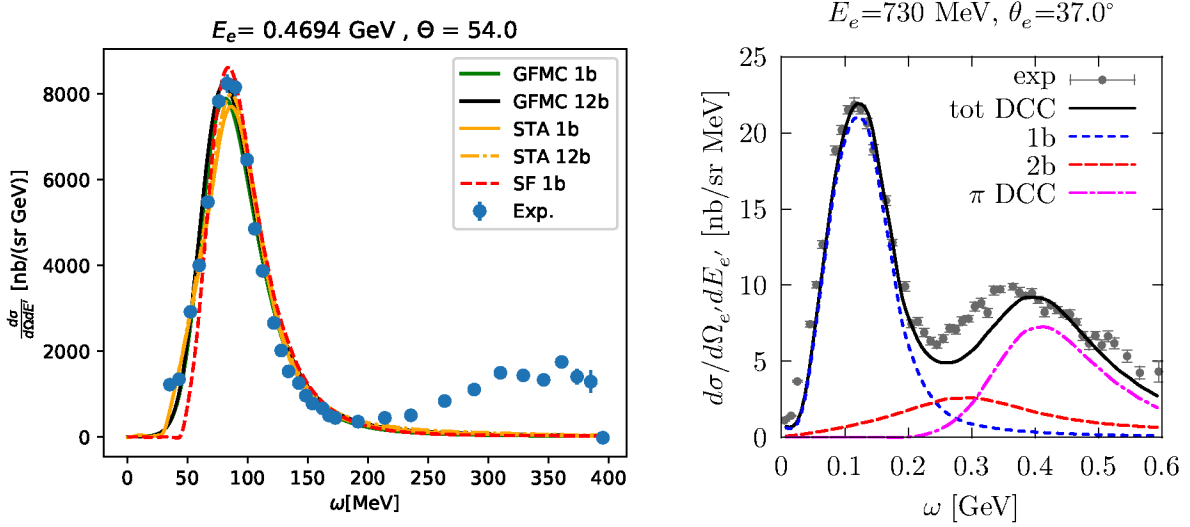 E_e= 0.4694 GeV , Θ = 54.0
dσ/dΩdE′ [nb/(sr GeV)]
8000
6000
4000
2000
0
GFMC 1b
GFMC 12b
STA 1b
STA 12b
SF 1b
Exp.
0 50 100 150 200 250 300 350 400
ω[MeV]
E_e=730 MeV, θ_e=37.0°
dσ/dΩ_e′dE_e′ [nb/sr MeV]
25
20
15
10
5
0
exp
tot DCC
1b
2b
π DCC
0 0.1 0.2 0.3 0.4 0.5 0.6
ω [GeV]